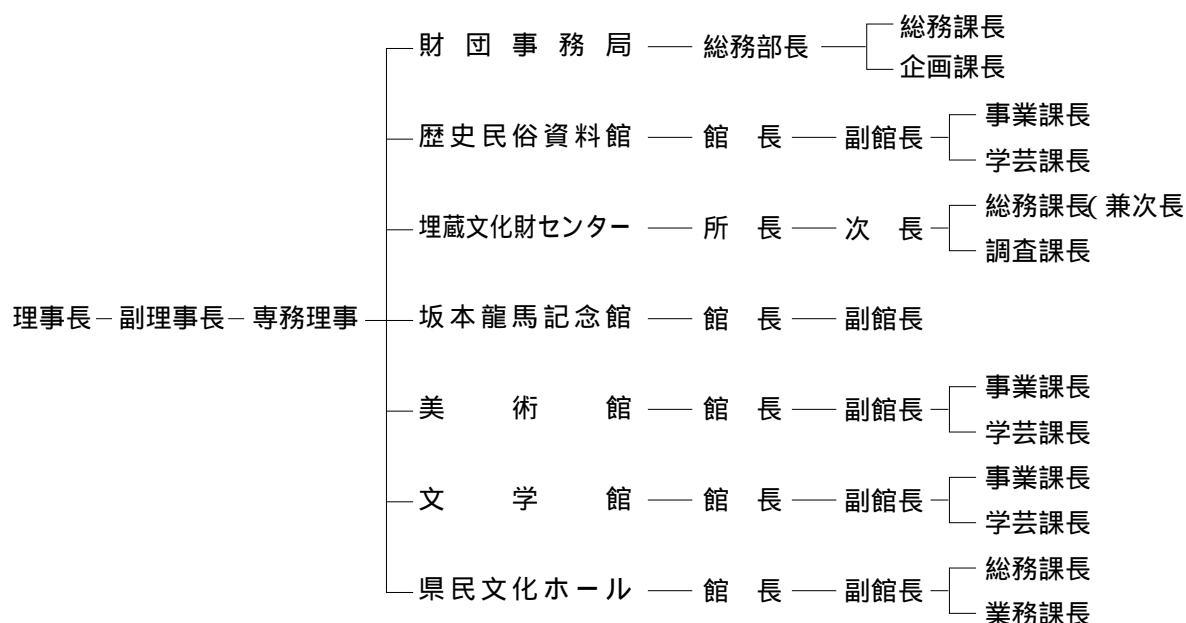 財団事務局 総務部長 総務課長
企画課長
歴史民俗資料館 館長 副館長 事業課長
学芸課長
埋蔵文化財センター 所長 次長 総務課長(兼次長
調査課長
理事長 副理事長 専務理事 坂本龍馬記念館 館長 副館長
美術館 館長 副館長 事業課長
学芸課長
文学館 館長 副館長 事業課長
学芸課長
県民文化ホール 館長 副館長 総務課長
業務課長